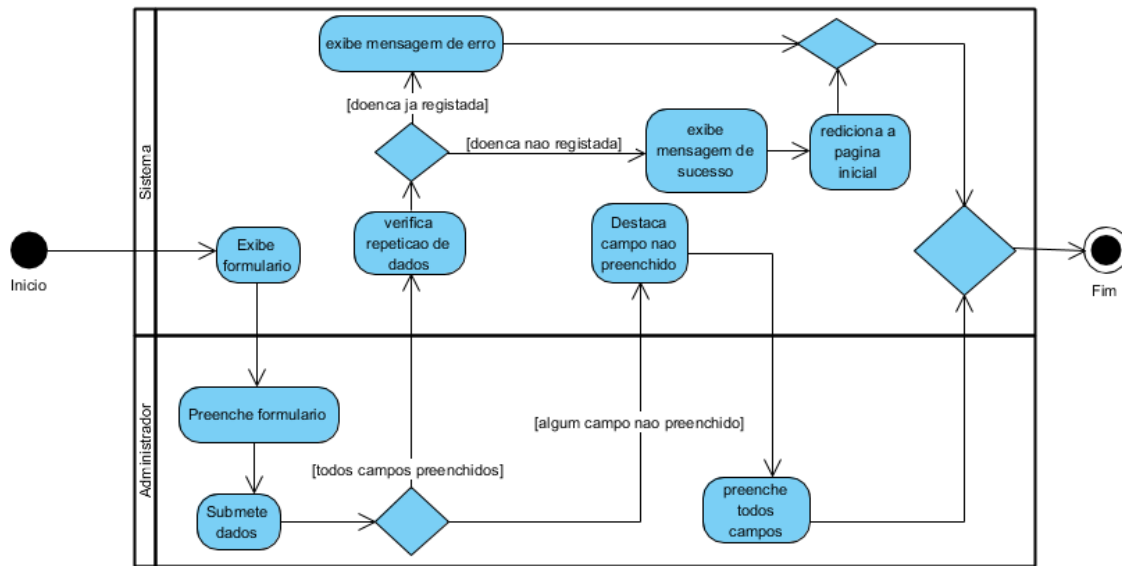 Sistema
exibe mensagem de erro
[doenca ja registada]
[doenca nao registada]
exibe
mensagem de
sucesso
rediciona a
pagina
inicial
verifica
repeticao de
dados
Destaca
campo nao
preenchido
Exibe
formulario
Inicio
Fim
Administrador
Preenche formulario
[algum campo nao preenchido]
[todos campos preenchidos]
Submete
dados
preenche
todos
campos